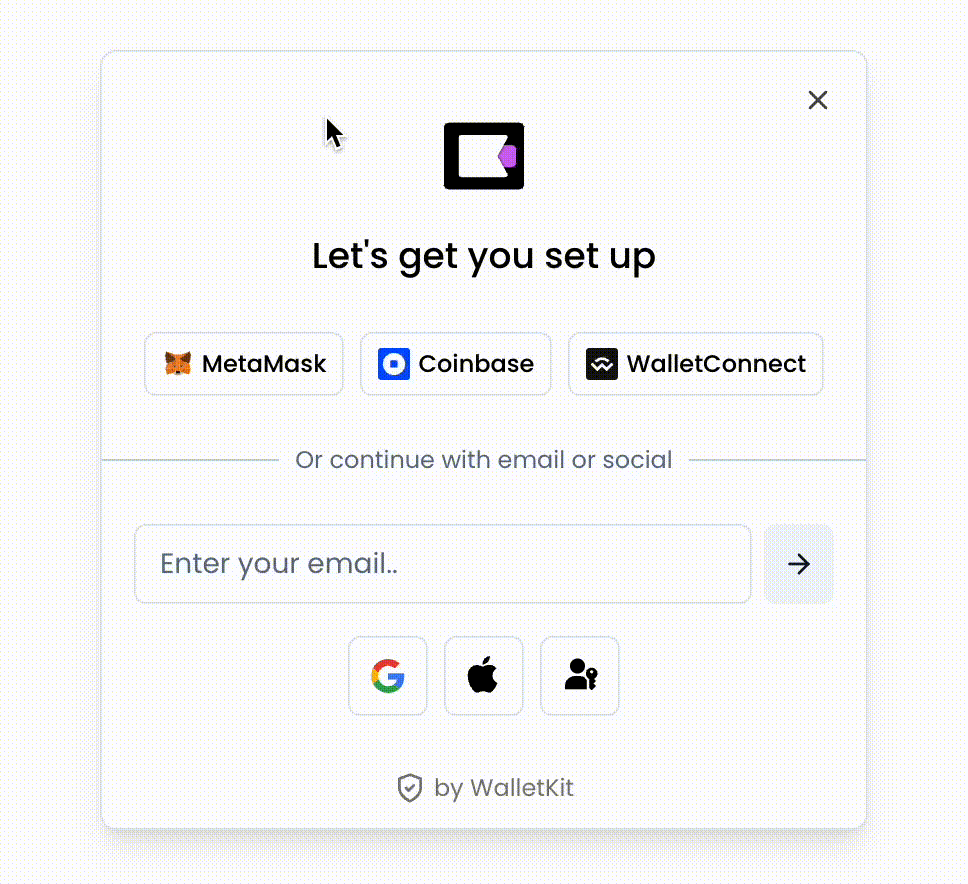 Let's get you set up
MetaMask
Coinbase
WalletConnect
Or continue with email or social
Enter your email..
by WalletKit